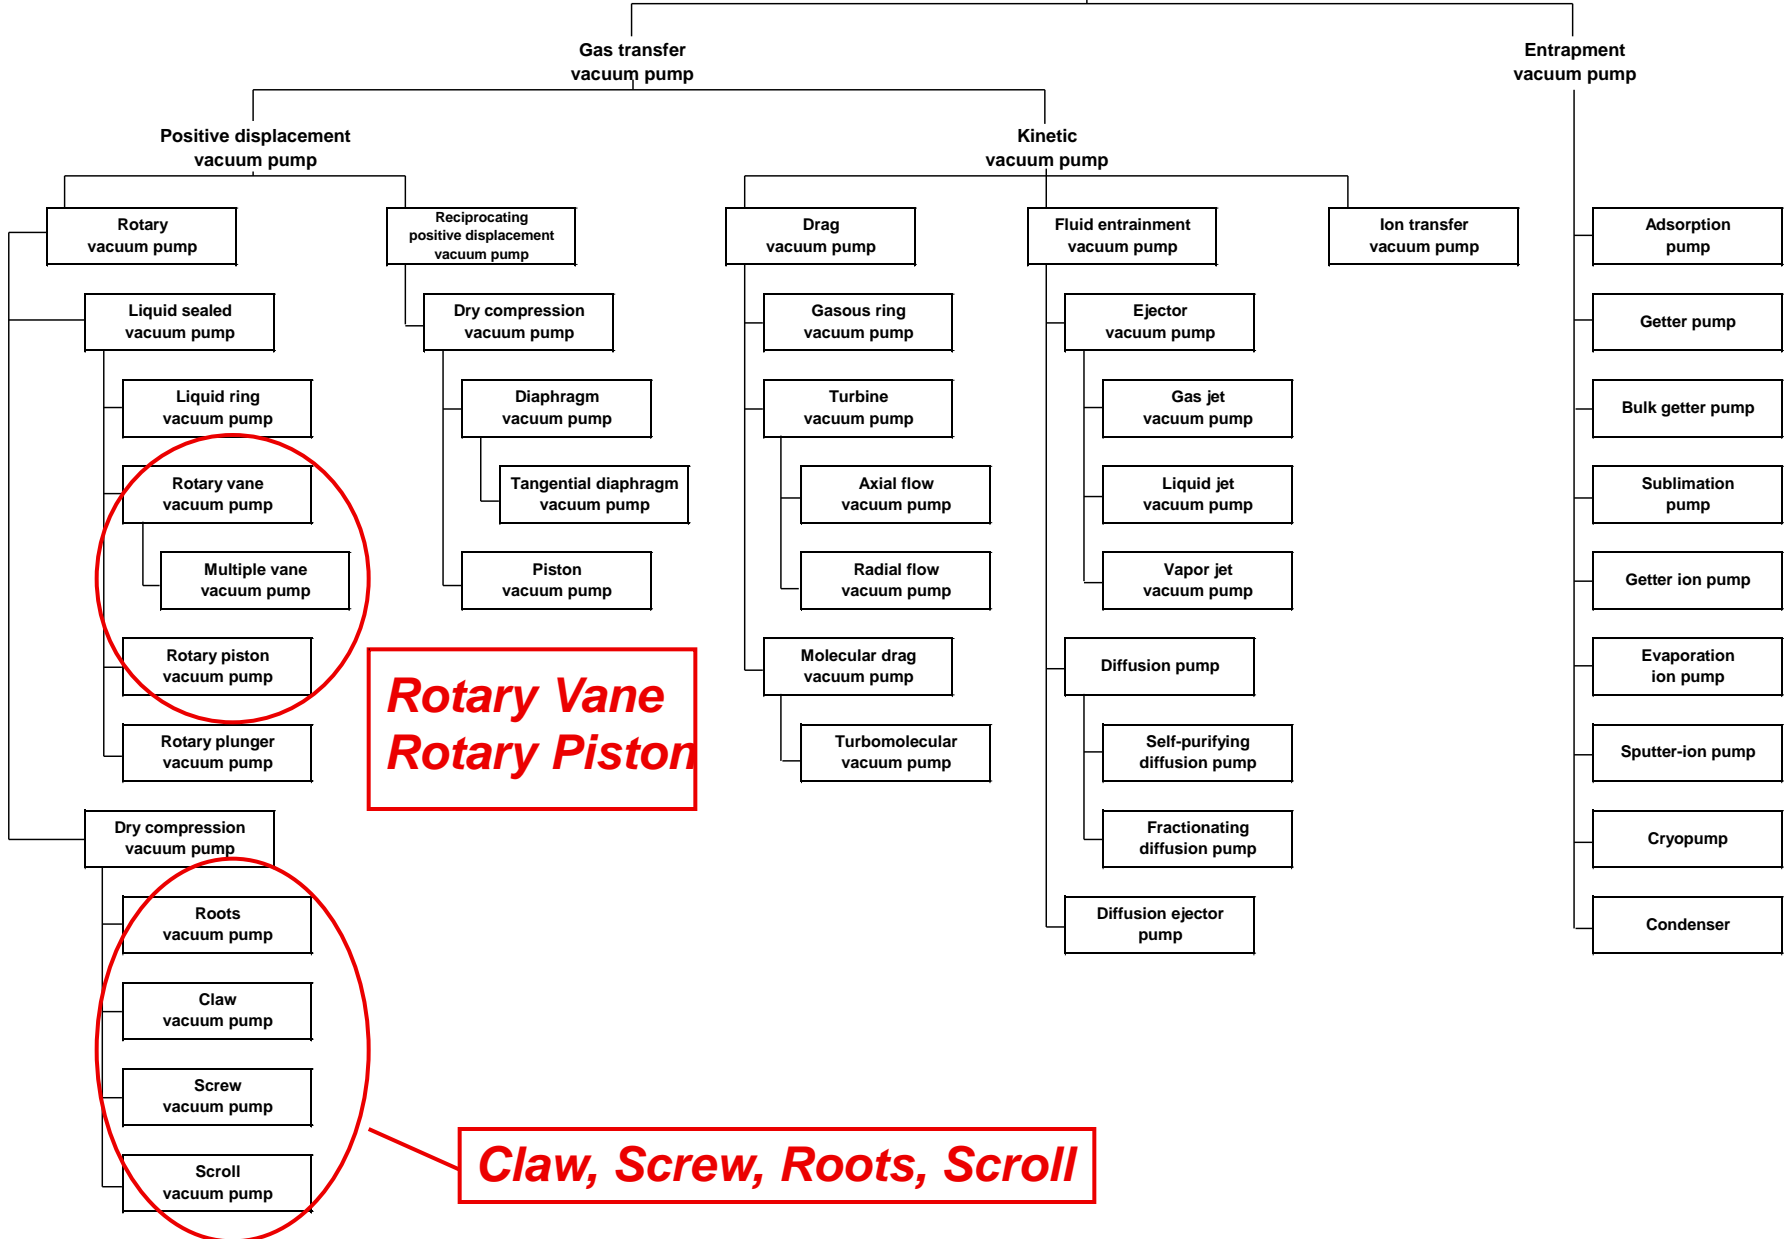 Gas transfer
vacuum pump
Entrapment
vacuum pump
Positive displacement
vacuum pump
Kinetic
vacuum pump
Rotary
vacuum pump
Reciprocating
positive displacement
vacuum pump
Drag
vacuum pump
Fluid entrainment
vacuum pump
Ion transfer
vacuum pump
Adsorption
pump
Liquid sealed
vacuum pump
Dry compression
vacuum pump
Gasous ring
vacuum pump
Ejector
vacuum pump
Getter pump
Liquid ring
vacuum pump
Diaphragm
vacuum pump
Turbine
vacuum pump
Gas jet
vacuum pump
Bulk getter pump
Rotary vane
vacuum pump
Tangential diaphragm
vacuum pump
Axial flow
vacuum pump
Liquid jet
vacuum pump
Sublimation
pump
Multiple vane
vacuum pump
Piston
vacuum pump
Radial flow
vacuum pump
Vapor jet
vacuum pump
Getter ion pump
Rotary piston
vacuum pump
Rotary Vane
Rotary Piston
Molecular drag
vacuum pump
Diffusion pump
Evaporation
ion pump
Rotary plunger
vacuum pump
Turbomolecular
vacuum pump
Self-purifying
diffusion pump
Sputter-ion pump
Dry compression
vacuum pump
Fractionating
diffusion pump
Cryopump
Roots
vacuum pump
Diffusion ejector
pump
Condenser
Claw
vacuum pump
Screw
vacuum pump
Scroll
vacuum pump
Claw, Screw, Roots, Scroll